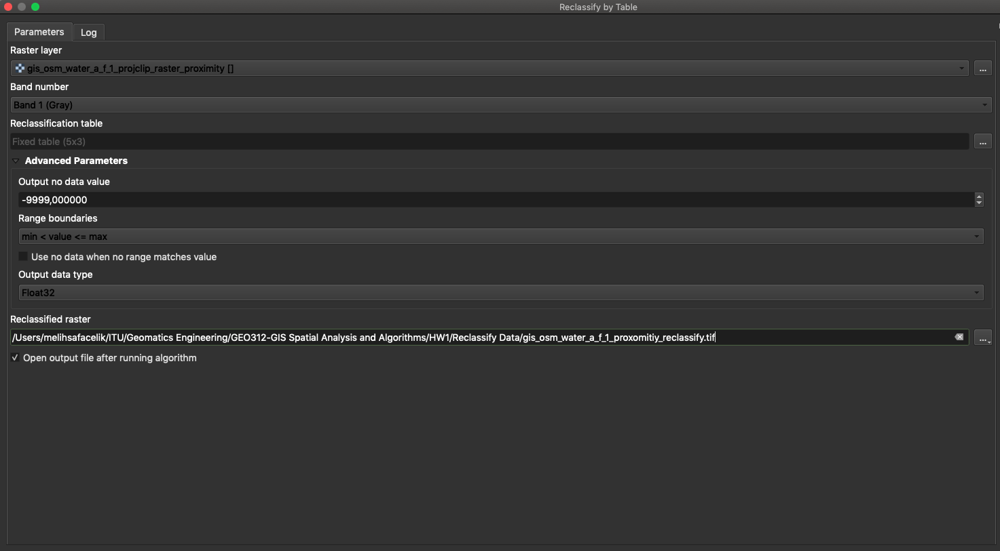 Reclassify by Table
Parameters
Log
Raster layer
gis_osm_water_a_f_1_projclip_raster_proximity []
...
Band number
Band 1 (Gray)
Reclassification table
Fixed table (5x3)
...
Advanced Parameters
Output no data value
-9999,000000
Range boundaries
min < value <= max
Use no data when no range matches value
Output data type
Float32
Reclassified raster
/Users/melihsafacelik/ITU/Geomatics Engineering/GEO312-GIS Spatial Analysis and Algorithms/HW1/Reclassify Data/gis_osm_water_a_f_1_proxomitiy_reclassify.tif
...
Open output file after running algorithm